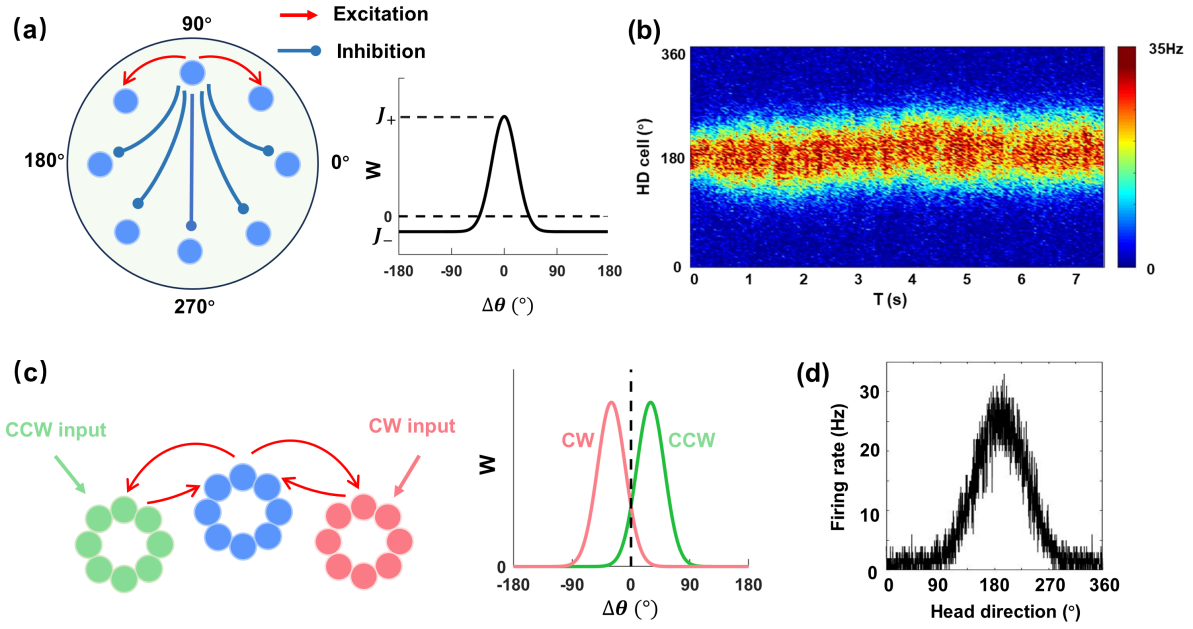 (a)
90°
Excitation
Inhibition
180°
0°
270°
W
J+
0
J−
-180 -90 0 90 180
Δθ (°)
(b)
360
180
0
HD cell (°)
0 1 2 3 4 5 6 7
T (s)
35Hz
0
(c)
CCW input
CW input
W
CW
CCW
0
-180 -90 0 90 180
Δθ (°)
(d)
30
20
10
0
Firing rate (Hz)
0 90 180 270 360
Head direction (°)